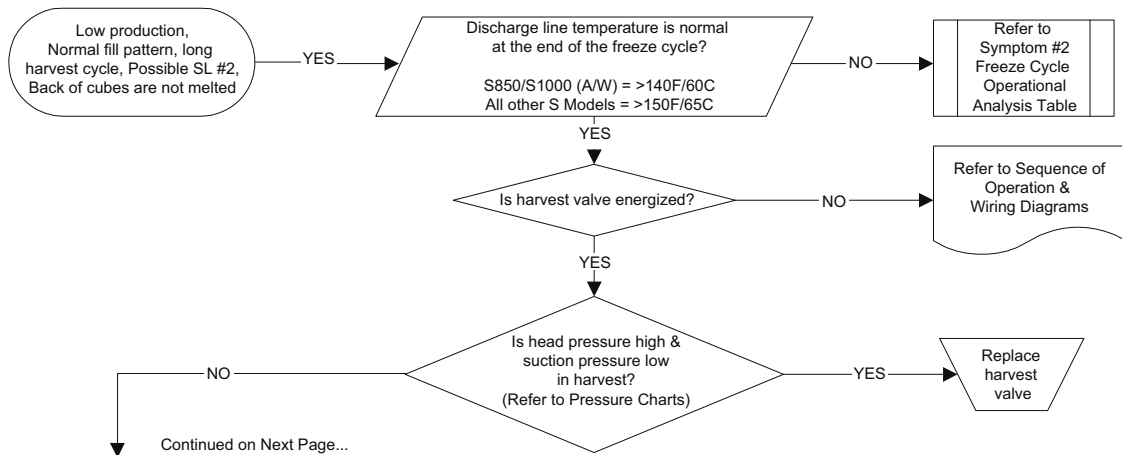 Low production,
Normal fill pattern, long
harvest cycle, Possible SL #2,
Back of cubes are not melted
YES
Discharge line temperature is normal
at the end of the freeze cycle?
S850/S1000 (A/W) = >140F/60C
All other S Models = >150F/65C
NO
Refer to
Symptom #2
Freeze Cycle
Operational
Analysis Table
YES
Is harvest valve energized?
NO
Refer to Sequence of
Operation &
Wiring Diagrams
YES
Is head pressure high &
suction pressure low
in harvest?
(Refer to Pressure Charts)
NO
YES
Replace
harvest
valve
Continued on Next Page...